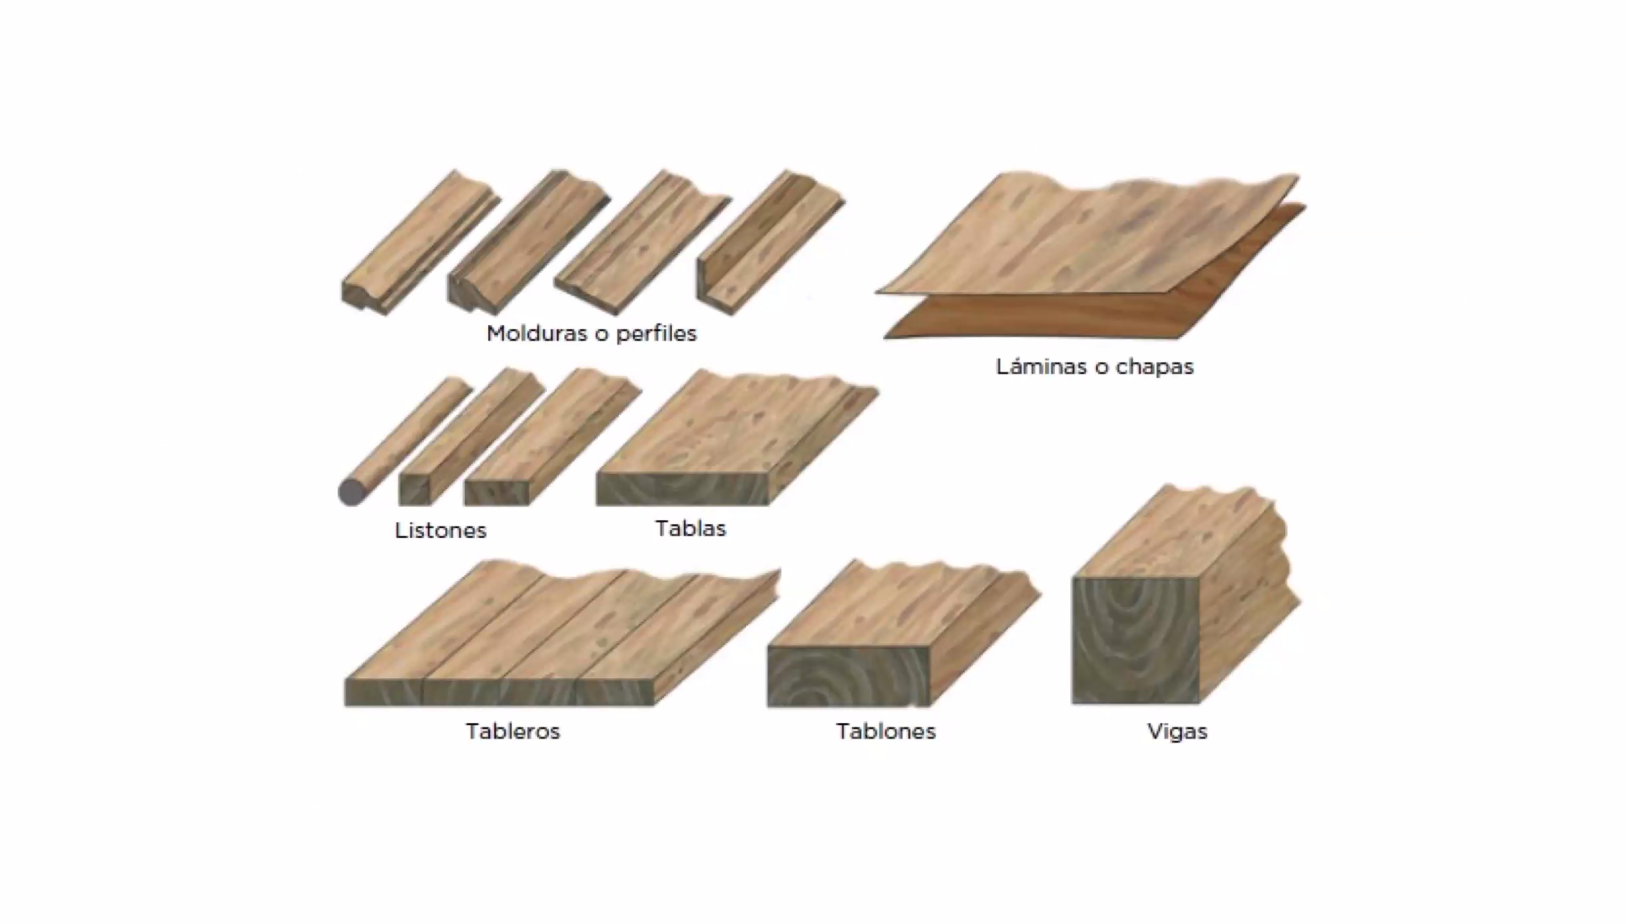 Molduras o perfiles
Láminas o chapas
Listones
Tablas
Tableros
Tablones
Vigas